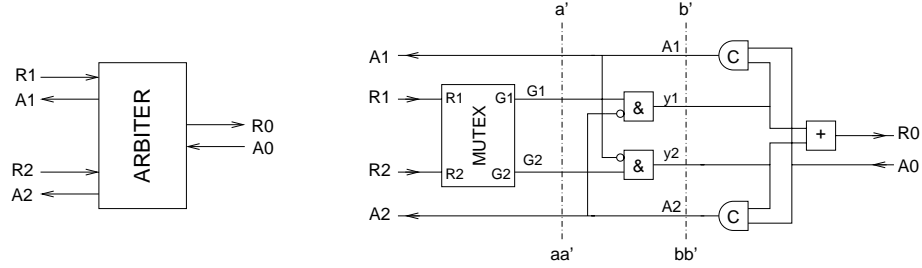 R1
A1
R2
A2
ARBITER
R0
A0
a'
b'
A1
A1
C
R1
R1
G1
G1
&
y1
MUTEX
+
R0
R2
R2
G2
G2
&
y2
A0
A2
A2
C
aa'
bb'